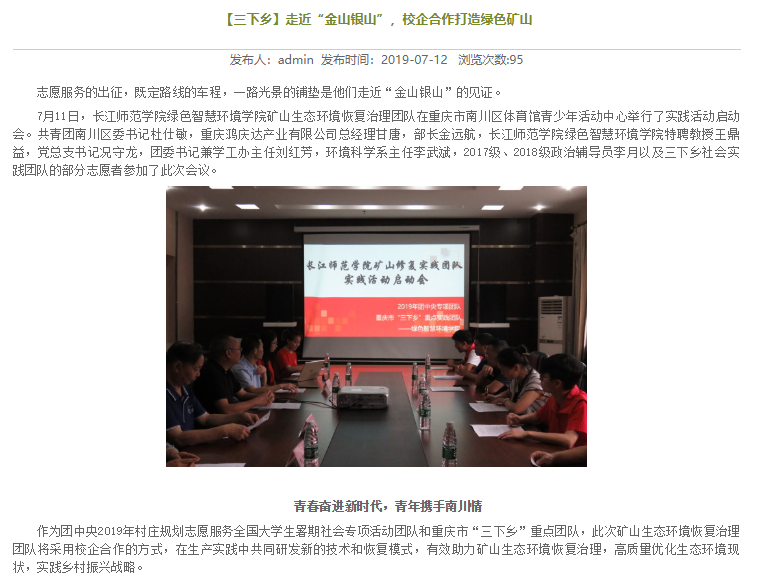 【三下乡】走近“金山银山”，校企合作打造绿色矿山
发布人：admin 发布时间：2019-07-12 浏览次数:95
志愿服务的出征，既定路线的车程，一路光景的铺垫是他们走近“金山银山”的见证。
7月11日，长江师范学院绿色智慧环境学院矿山生态环境恢复治理团队在重庆市南川区体育馆青少年活动中心举行了实践活动启动
会。共青团南川区委书记杜仕敏，重庆鸿庆达产业有限公司总经理甘唐，部长金远航，长江师范学院绿色智慧环境学院特聘教授王鼎
益，党总支书记况守龙，团委书记兼学工办主任刘红芳，环境科学系主任李武斌，2017级、2018级政治辅导员李月以及三下乡社会实
践团队的部分志愿者参加了此次会议。
长江师范学院矿山修复实践团队
实践活动启动会
2019年团中央专项团队
重庆市“三下乡”重点实践团队
——绿色智慧环境学院
青春奋进新时代，青年携手南川情
作为团中央2019年村庄规划志愿服务全国大学生暑期社会专项活动团队和重庆市“三下乡”重点团队，此次矿山生态环境恢复治理
团队将采用校企合作的方式，在生产实践中共同研发新的技术和恢复模式，有效助力矿山生态环境恢复治理，高质量优化生态环境现
状，实践乡村振兴战略。